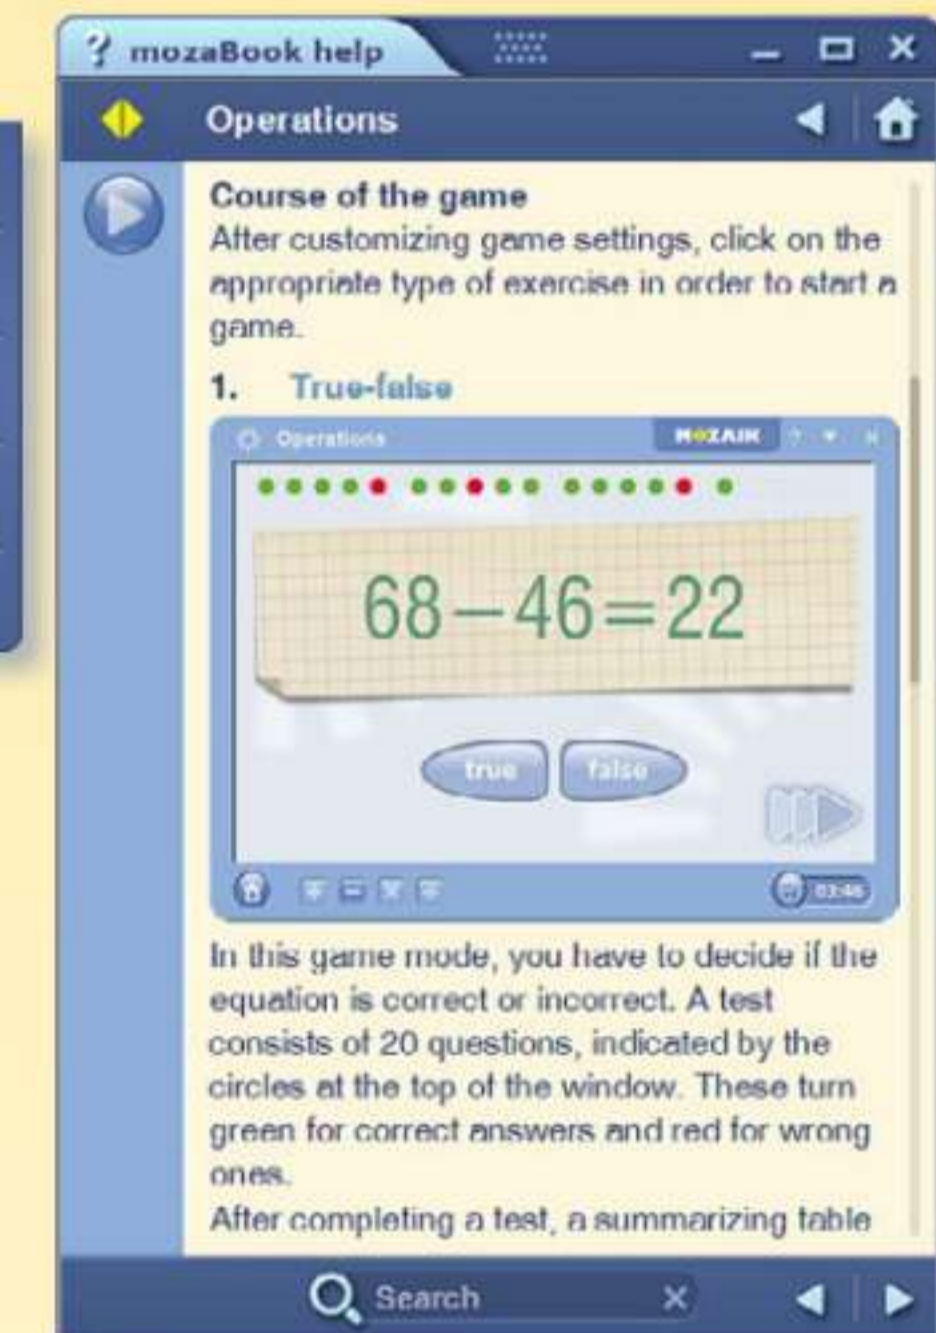 ? mozaBook help
Operations
Course of the game
After customizing game settings, click on the
appropriate type of exercise in order to start a
game.
1. True-false
Operations
MOZAIK ?
68-46=22
true false
03:46
In this game mode, you have to decide if the
equation is correct or incorrect. A test
consists of 20 questions, indicated by the
circles at the top of the window. These turn
green for correct answers and red for wrong
ones.
After completing a test, a summarizing table
Search